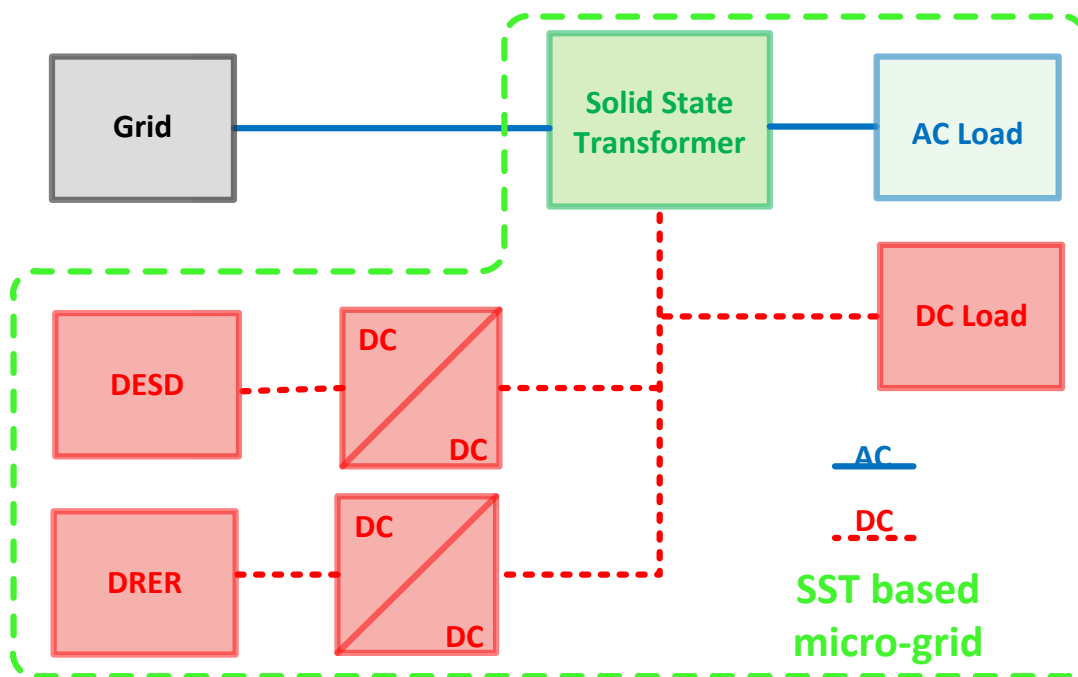 Grid
Solid State
Transformer
AC Load
DC Load
DESD
DC
DC
AC
DRER
DC
DC
DC
SST based
micro-grid